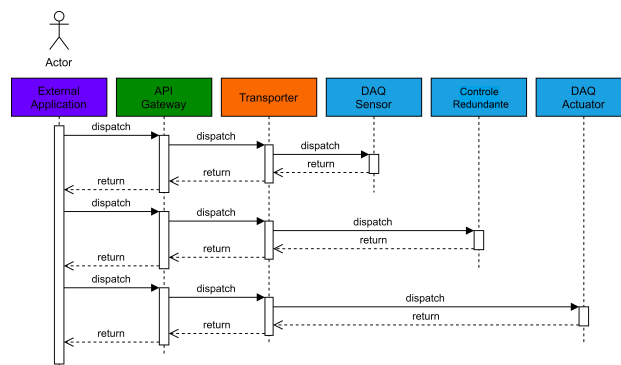 Actor
External
Application
API
Gateway
Transporter
DAQ
Sensor
Controle
Redundante
DAQ
Actuator
dispatch
dispatch
dispatch
return
return
return
dispatch
dispatch
dispatch
return
return
return
dispatch
dispatch
dispatch
return
return
return